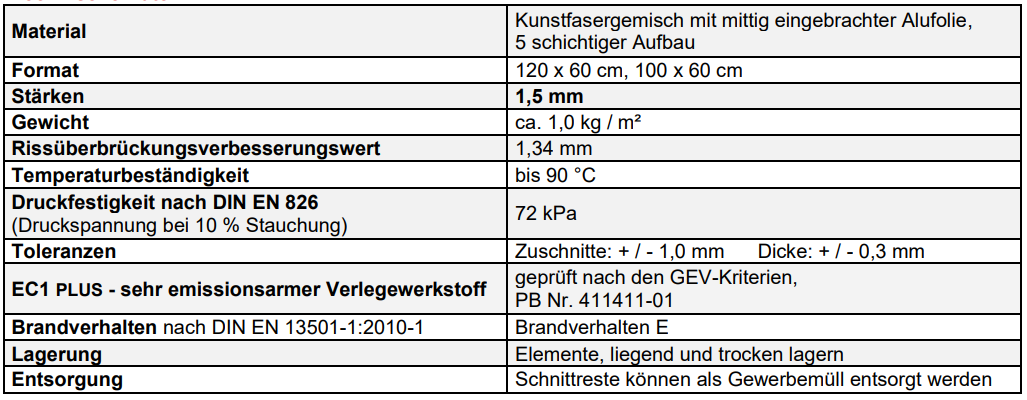 Material
Kunstfasergemisch mit mittig eingebrachter Alufolie,
5 schichtiger Aufbau
Format
120 x 60 cm, 100 x 60 cm
Stärken
1,5 mm
Gewicht
ca. 1,0 kg / m²
Rissüberbrückungsverbesserungswert
1,34 mm
Temperaturbeständigkeit
bis 90 °C
Druckfestigkeit nach DIN EN 826
(Druckspannung bei 10 % Stauchung)
72 kPa
Toleranzen
Zuschnitte: + / - 1,0 mm Dicke: + / - 0,3 mm
EC1 PLUS - sehr emissionsarmer Verlegewerkstoff
geprüft nach den GEV-Kriterien,
PB Nr. 411411-01
Brandverhalten nach DIN EN 13501-1:2010-1
Brandverhalten E
Lagerung
Elemente, liegend und trocken lagern
Entsorgung
Schnittreste können als Gewerbemüll entsorgt werden